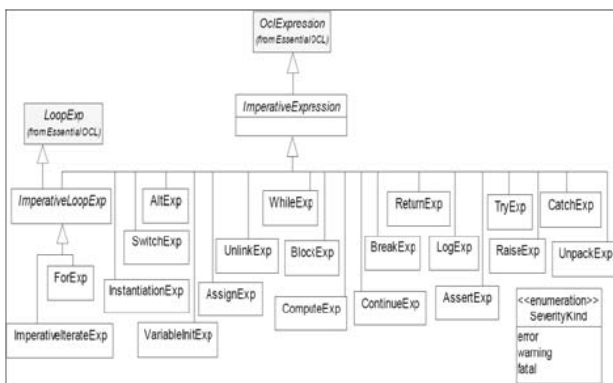 OclExpression
(from EssentialOCL)
LoopExp
(from EssentialOCL)
ImperativeExpression
ImperativeLoopExp
AltExp
WhileExp
ReturnExp
TryExp
CatchExp
SwitchExp
UnlinkExp
BlockExp
BreakExp
LogExp
RaiseExp
UnpackExp
ForExp
InstantiationExp
AssignExp
ComputeExp
ContinueExp
AssertExp
ImperativeIterateExp
VariableInitExp
<<enumeration>>
SeverityKind
error
warning
fatal